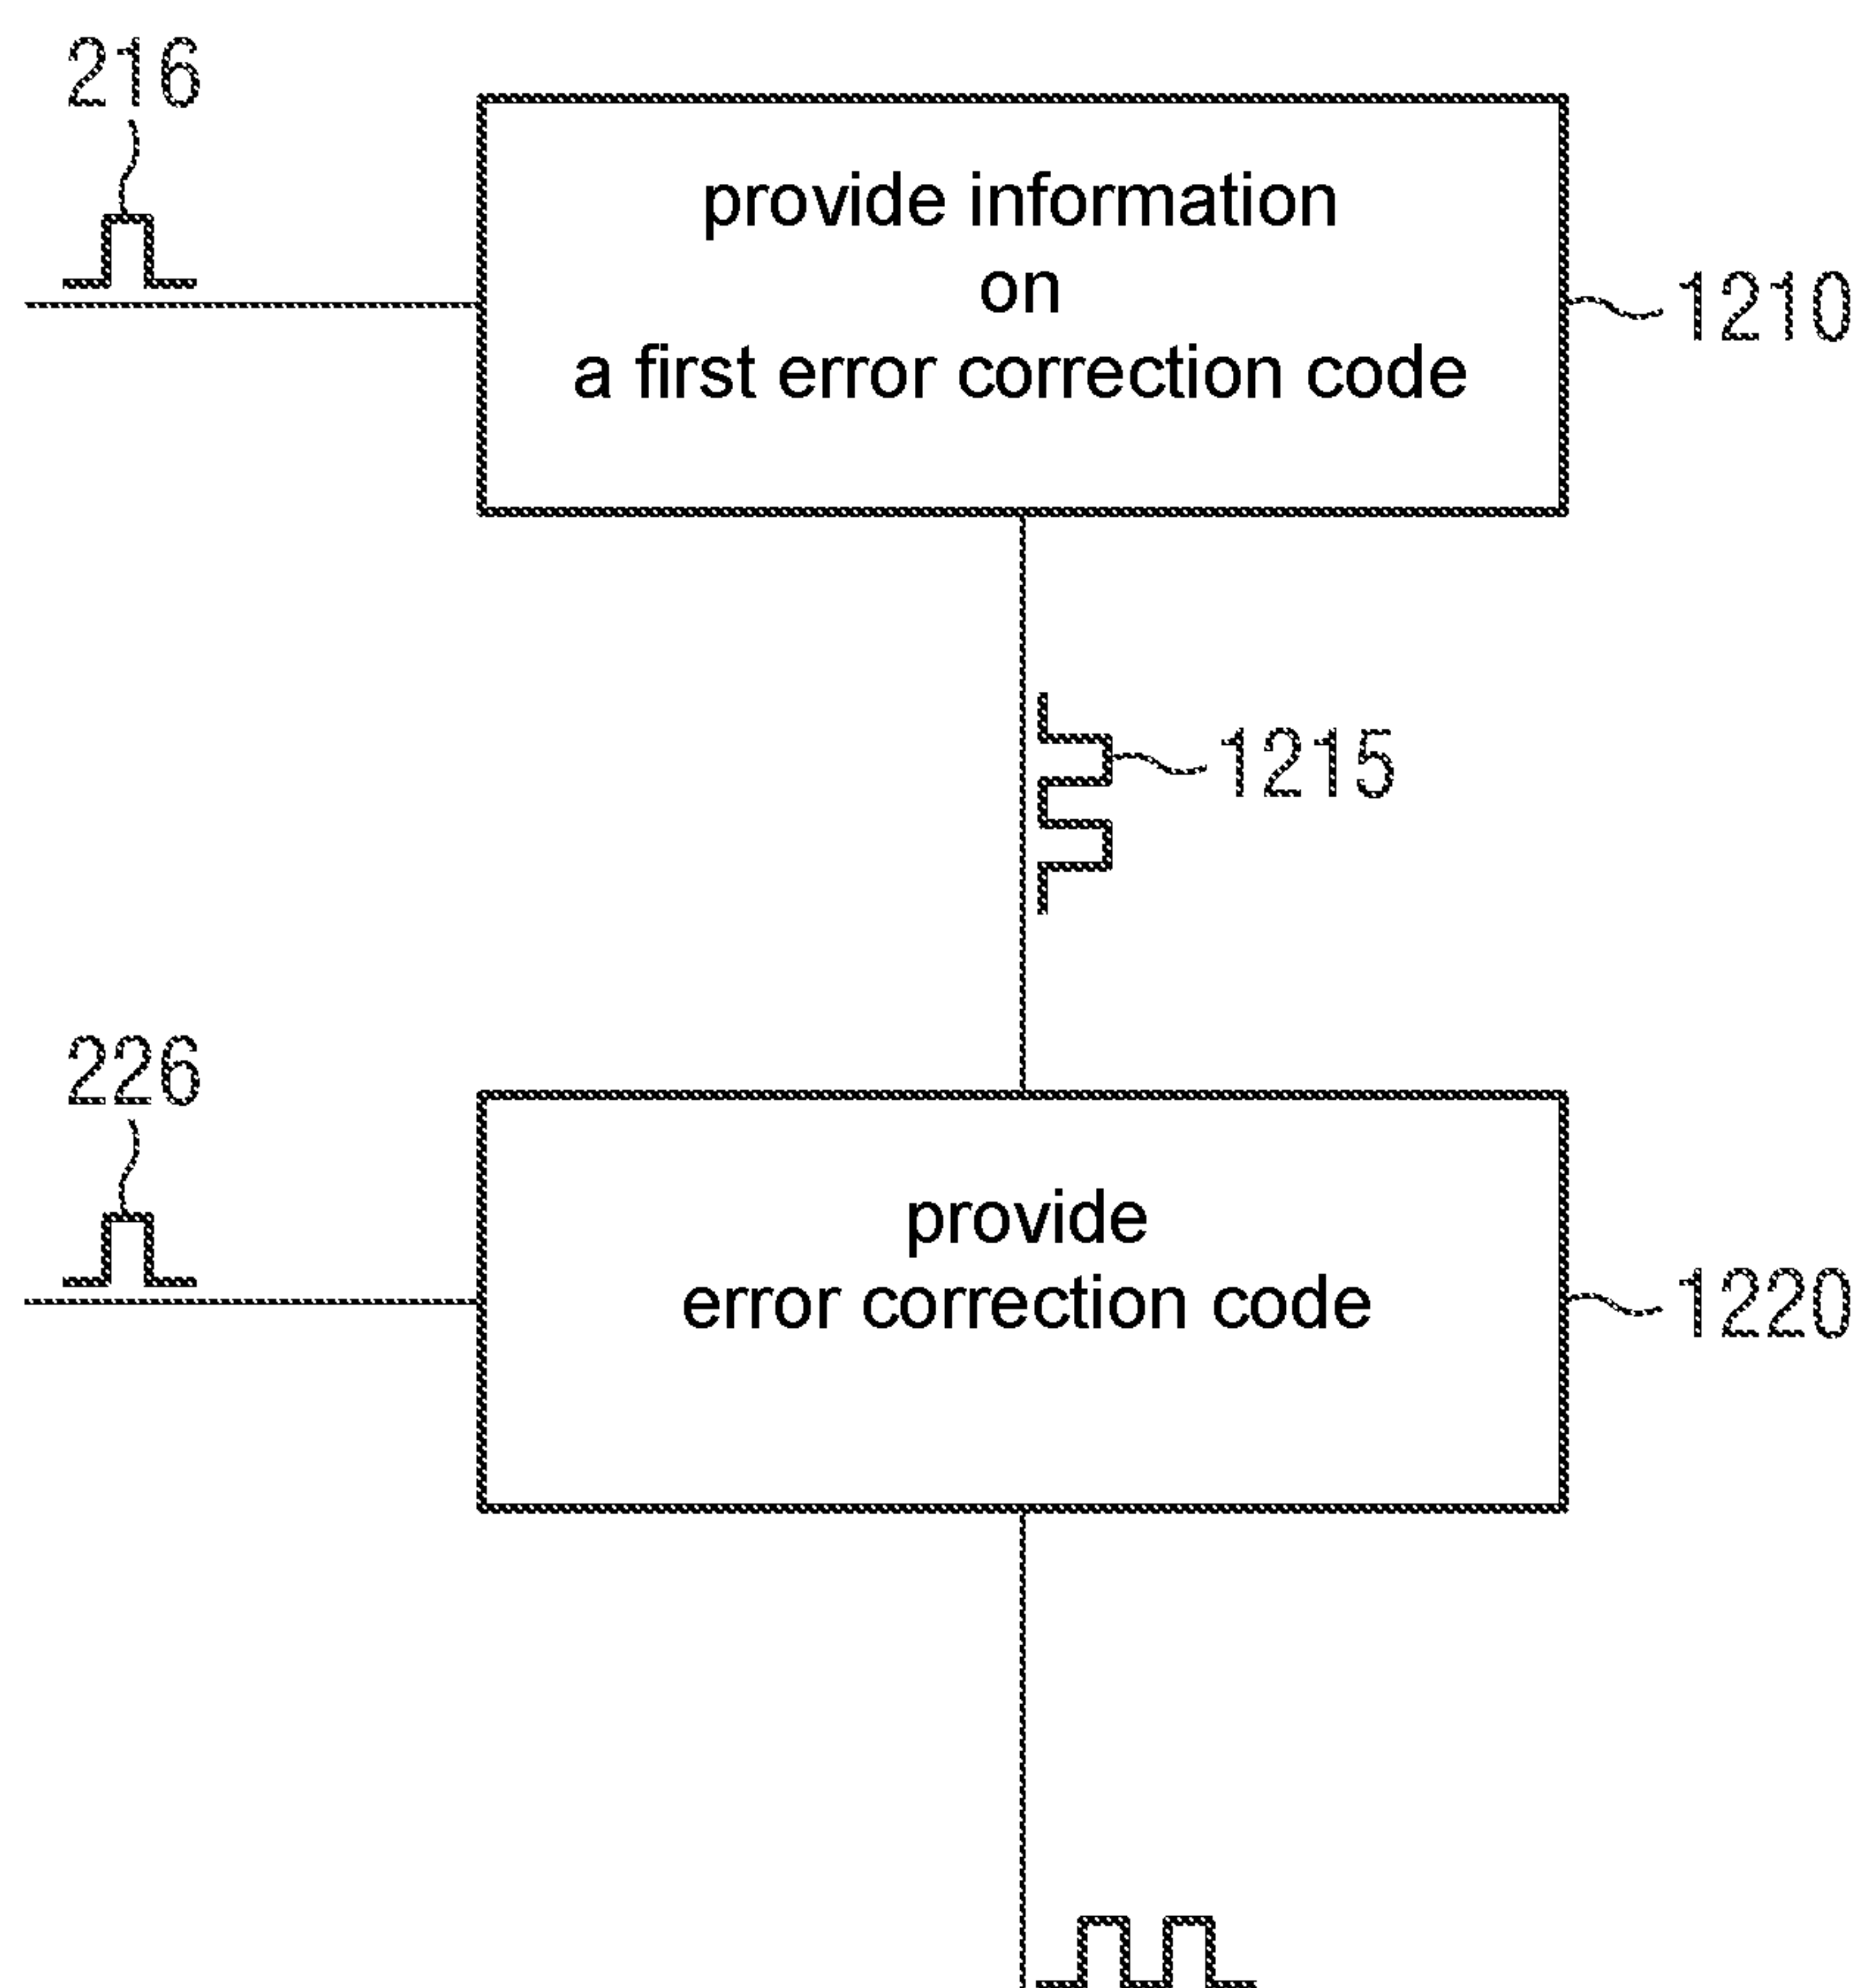 216
provide information
on
a first error correction code
1210
1215
226
provide
error correction code
1220